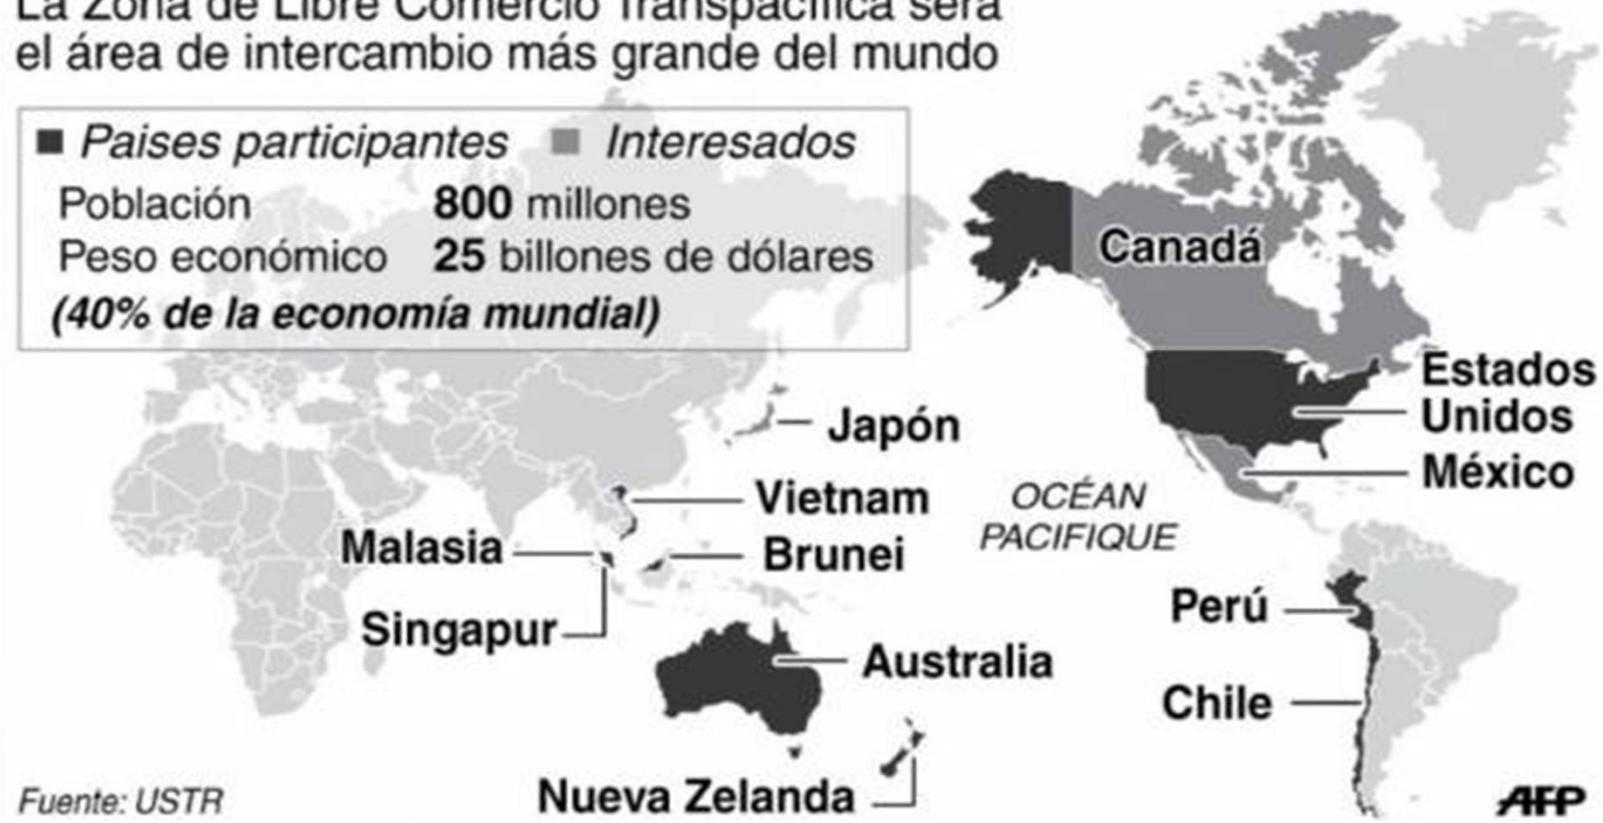 La Zona de Libre Comercio Transpacífica será
el área de intercambio más grande del mundo
Paises participantes Interesados
Población 800 millones
Peso económico 25 billones de dólares
(40% de la economía mundial)
Canadá
Estados
Unidos
México
Japón
Vietnam
OCÉAN
PACIFIQUE
Malasia
Brunei
Singapur
Perú
Australia
Chile
Nueva Zelanda
Fuente: USTR
AFP